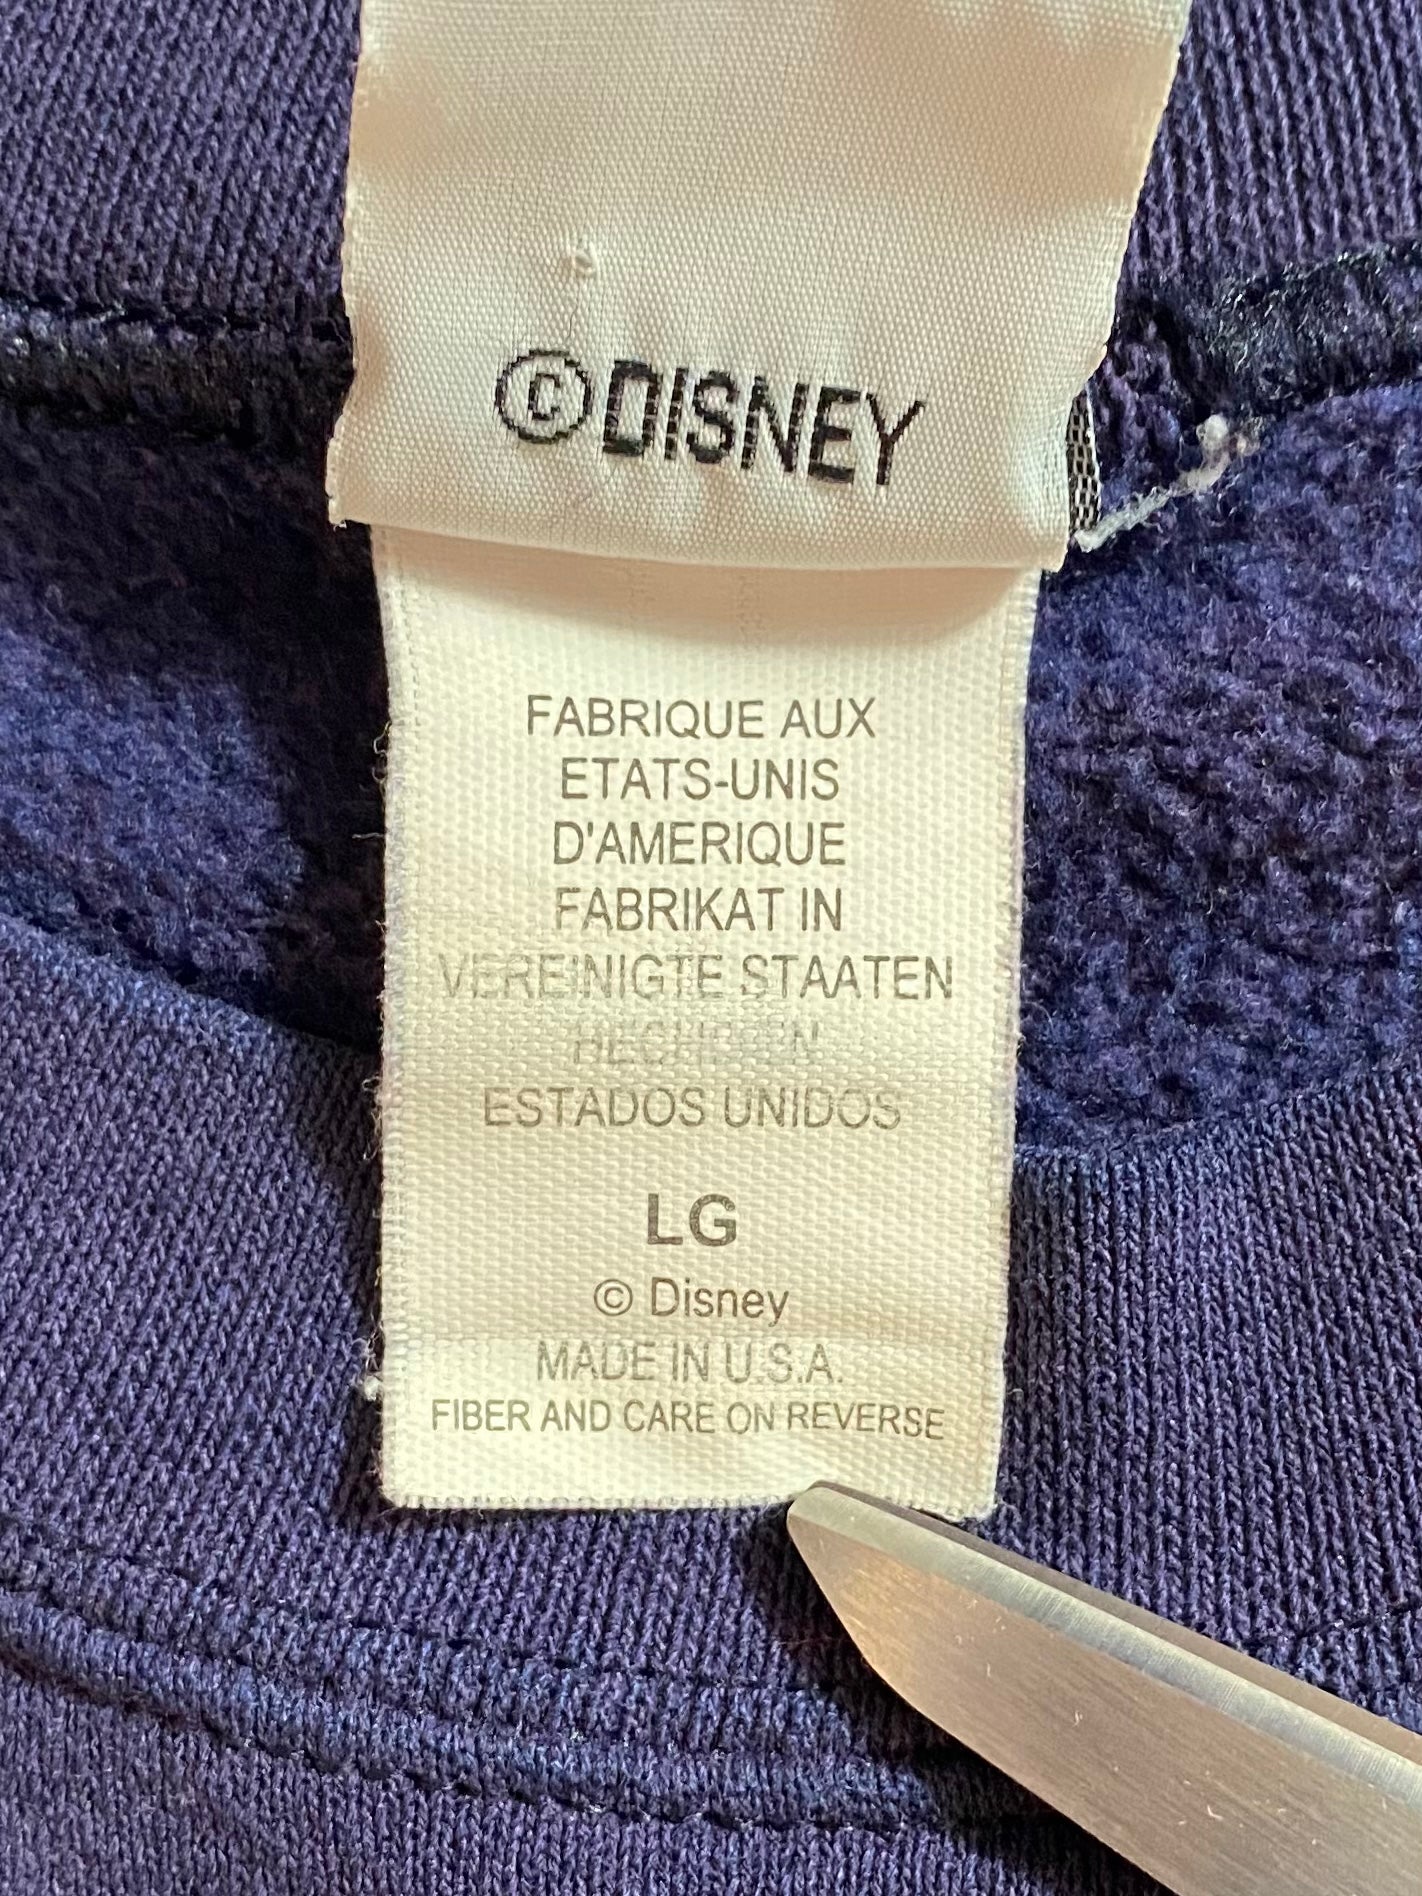 ©DISNEY
FABRIQUE AUX
ETATS-UNIS
D'AMERIQUE
FABRIKAT IN
VEREINIGTE STAATEN
ESTADOS UNIDOS
LG
© Disney
MADE IN U.S.A.
FIBER AND CARE ON REVERSE